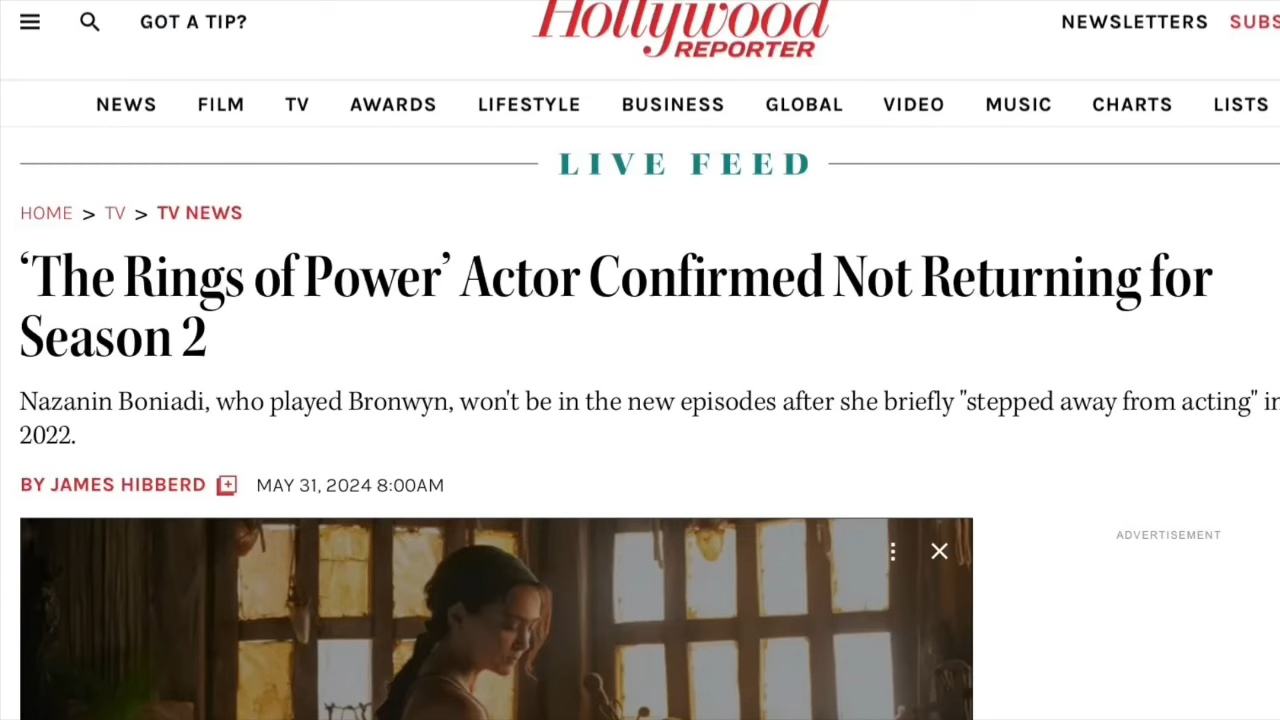 GOT A TIP?
Hollywood
REPORTER
NEWSLETTERS SUBS
NEWS FILM TV AWARDS LIFESTYLE BUSINESS GLOBAL VIDEO MUSIC CHARTS LISTS
LIVE FEED
HOME > TV > TV NEWS
‘The Rings of Power’ Actor Confirmed Not Returning for
Season 2
Nazanin Boniadi, who played Bronwyn, won't be in the new episodes after she briefly "stepped away from acting" in
2022.
BY JAMES HIBBERD MAY 31, 2024 8:00AM
ADVERTISEMENT